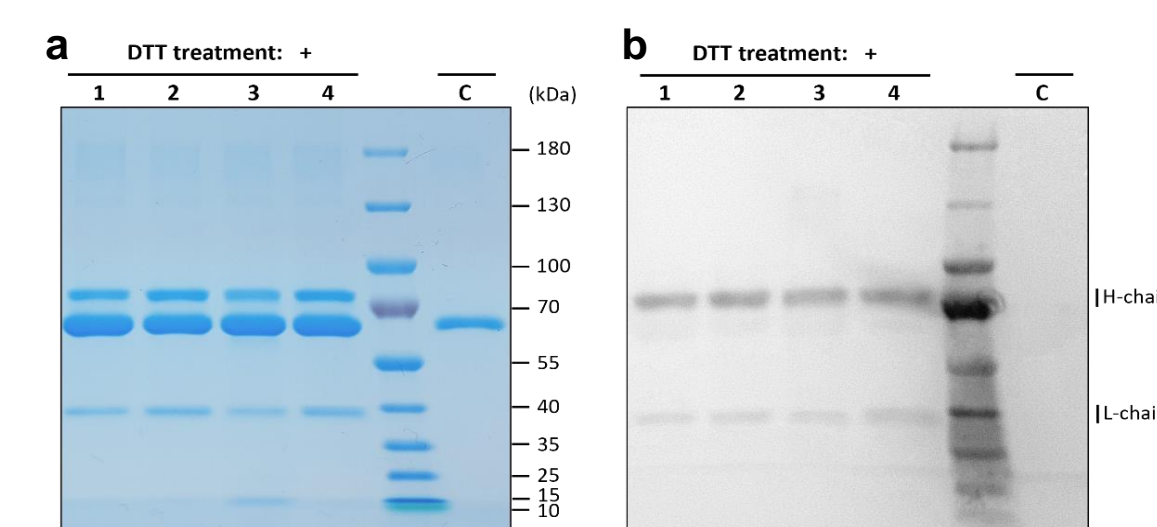 a
DTT treatment: +
1 2 3 4 C (kDa)
180
130
100
70
55
40
35
25
15
10
b
DTT treatment: +
1 2 3 4 C
H-chai
L-chai